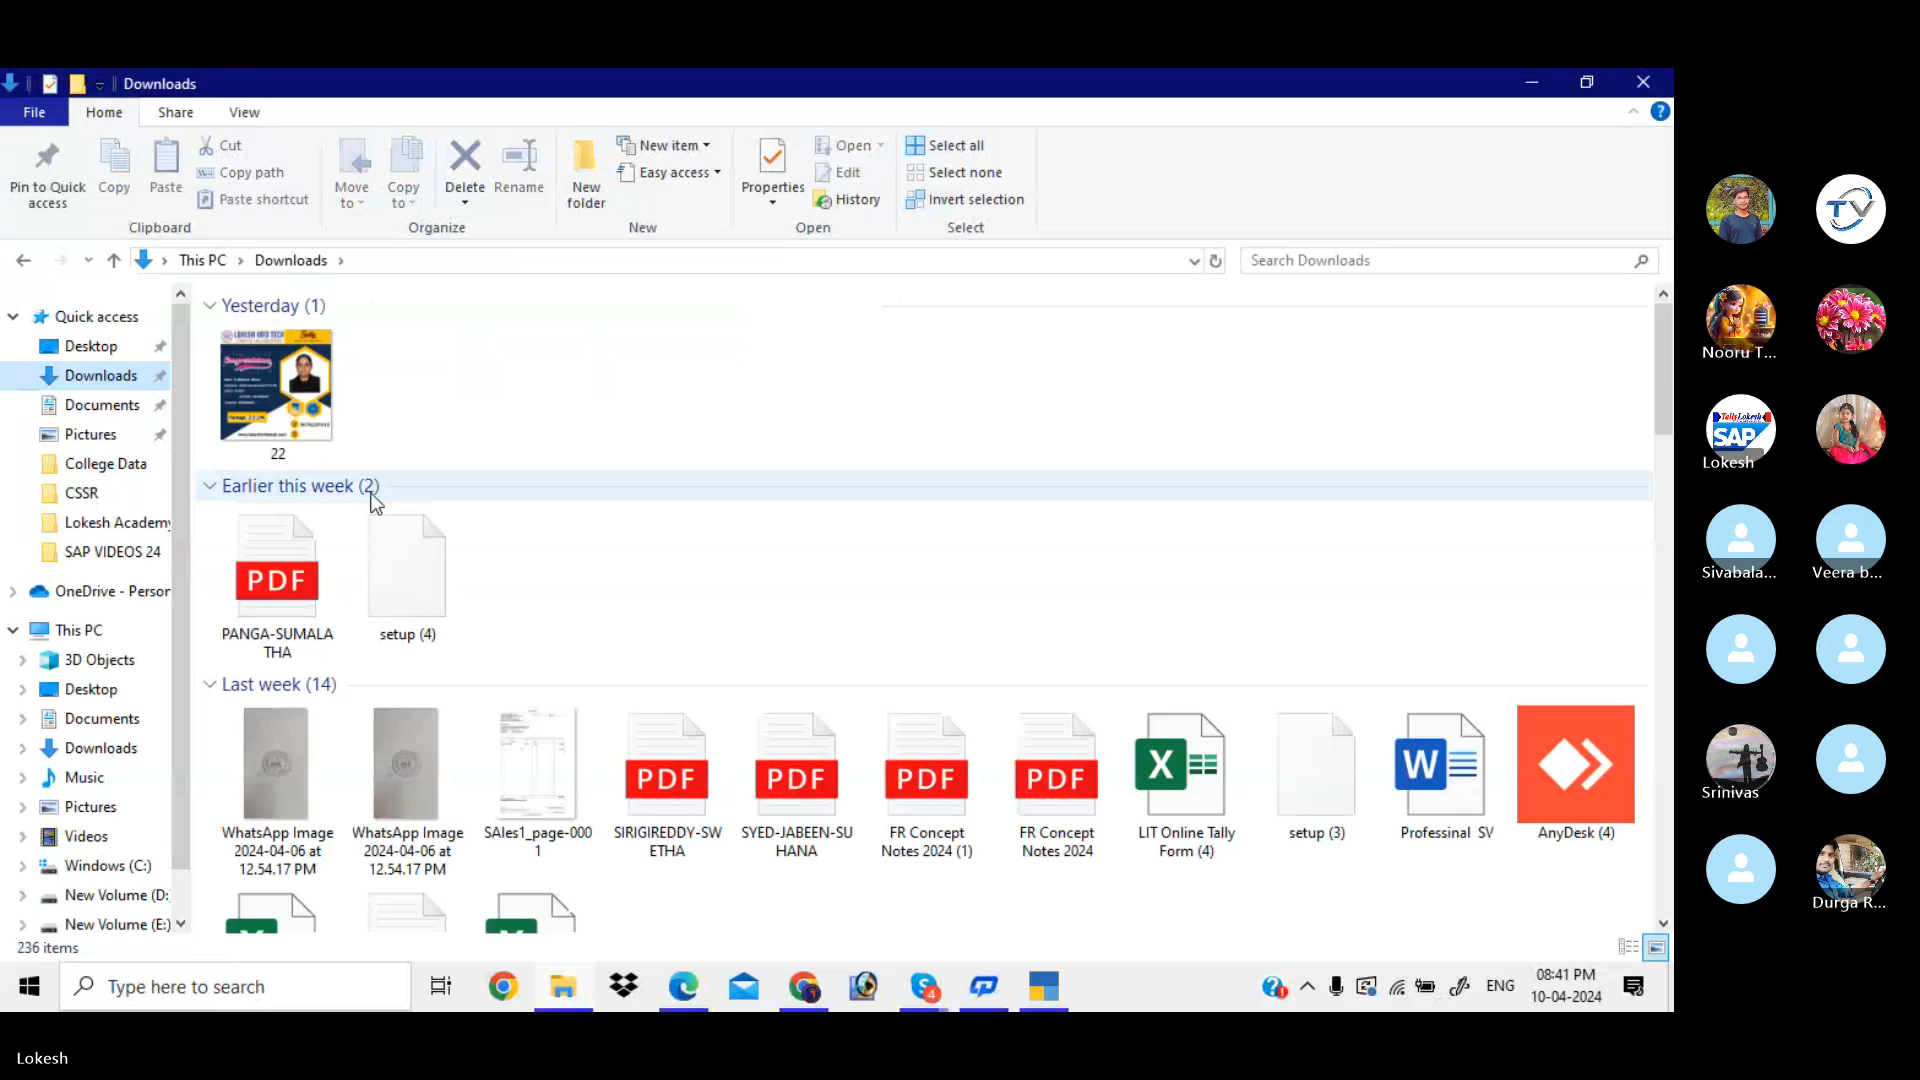 Downloads
File
Home
Share
View
Pin to Quick
access
Copy
Paste
Cut
Copy path
Paste shortcut
Clipboard
Move
to
Copy
to
Delete
Rename
Organize
New
folder
New item
Easy access
New
Properties
Open
Edit
History
Open
Select all
Select none
Invert selection
Select
This PC
Downloads
Search Downloads
Quick access
Desktop
Downloads
Documents
Pictures
College Data
CSSR
Lokesh Academy
SAP VIDEOS 24
OneDrive - Person
This PC
3D Objects
Desktop
Documents
Downloads
Music
Pictures
Videos
Windows (C:)
New Volume (D:
New Volume (E:)
236 items
Yesterday (1)
LOKESH INFO TECH
22
Earlier this week (2)
PDF
PANGA-SUMALA
THA
setup (4)
Last week (14)
WhatsApp Image
2024-04-06 at
12.54.17 PM
WhatsApp Image
2024-04-06 at
12.54.17 PM
SAles1_page-000
1
PDF
SIRIGIREDDY-SW
ETHA
PDF
SYED-JABEEN-SU
HANA
PDF
FR Concept
Notes 2024 (1)
PDF
FR Concept
Notes 2024
X
LIT Online Tally
Form (4)
setup (3)
W
Professinal SV
AnyDesk (4)
Type here to search
4
ENG
08:41 PM
10-04-2024
TV
Nooru T...
TallyLokesh
SAP
Lokesh
Sivabala...
Veera b...
Srinivas
Durga R...
Lokesh